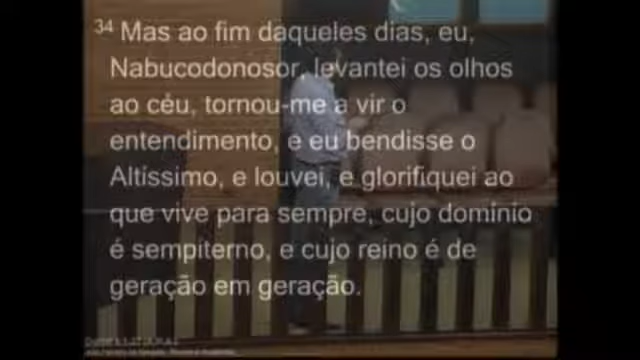 34 Mas ao fim daqueles dias, eu,
Nabucodonosor, levantei os olhos
ao céu, tornou-me a vir o
entendimento, e eu bendisse o
Altíssimo, e louvei, e glorifiquei ao
que vive para sempre, cujo domínio
é sempiterno, e cujo reino é de
geração em geração.